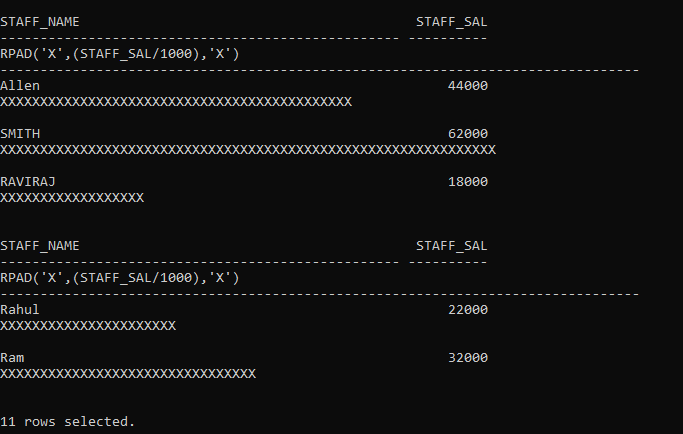 STAFF_NAME                                          STAFF_SAL
-------------------------------------------------- ----------
RPAD('X',(STAFF_SAL/1000),'X')
--------------------------------------------------------------------------------
Allen                                                   44000
XXXXXXXXXXXXXXXXXXXXXXXXXXXXXXXXXXXXXXXXXXXX
SMITH                                                   62000
XXXXXXXXXXXXXXXXXXXXXXXXXXXXXXXXXXXXXXXXXXXXXXXXXXXXXXXXXXXXXX
RAVIRAJ                                                 18000
XXXXXXXXXXXXXXXXXX
STAFF_NAME                                          STAFF_SAL
-------------------------------------------------- ----------
RPAD('X',(STAFF_SAL/1000),'X')
--------------------------------------------------------------------------------
Rahul                                                   22000
XXXXXXXXXXXXXXXXXXXXXX
Ram                                                     32000
XXXXXXXXXXXXXXXXXXXXXXXXXXXXXXXX
11 rows selected.